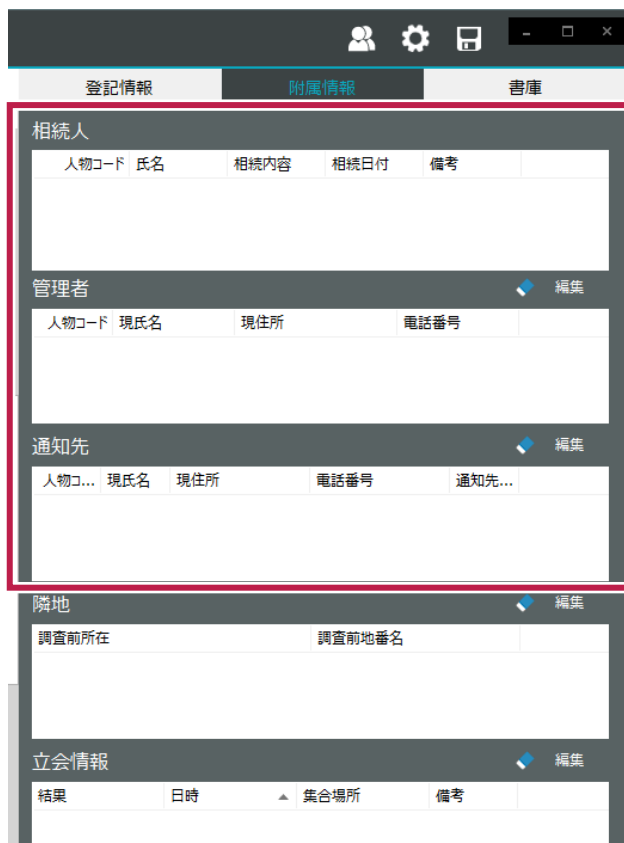 登記情報 附属情報 書庫
相続人
人物コード 氏名 相続内容 相続日付 備考
管理者 編集
人物コード 現氏名 現住所 電話番号
通知先 編集
人物コ... 現氏名 現住所 電話番号 通知先...
隣地 編集
調査前所在 調査前地番名
立会情報 編集
結果 日時 集合場所 備考